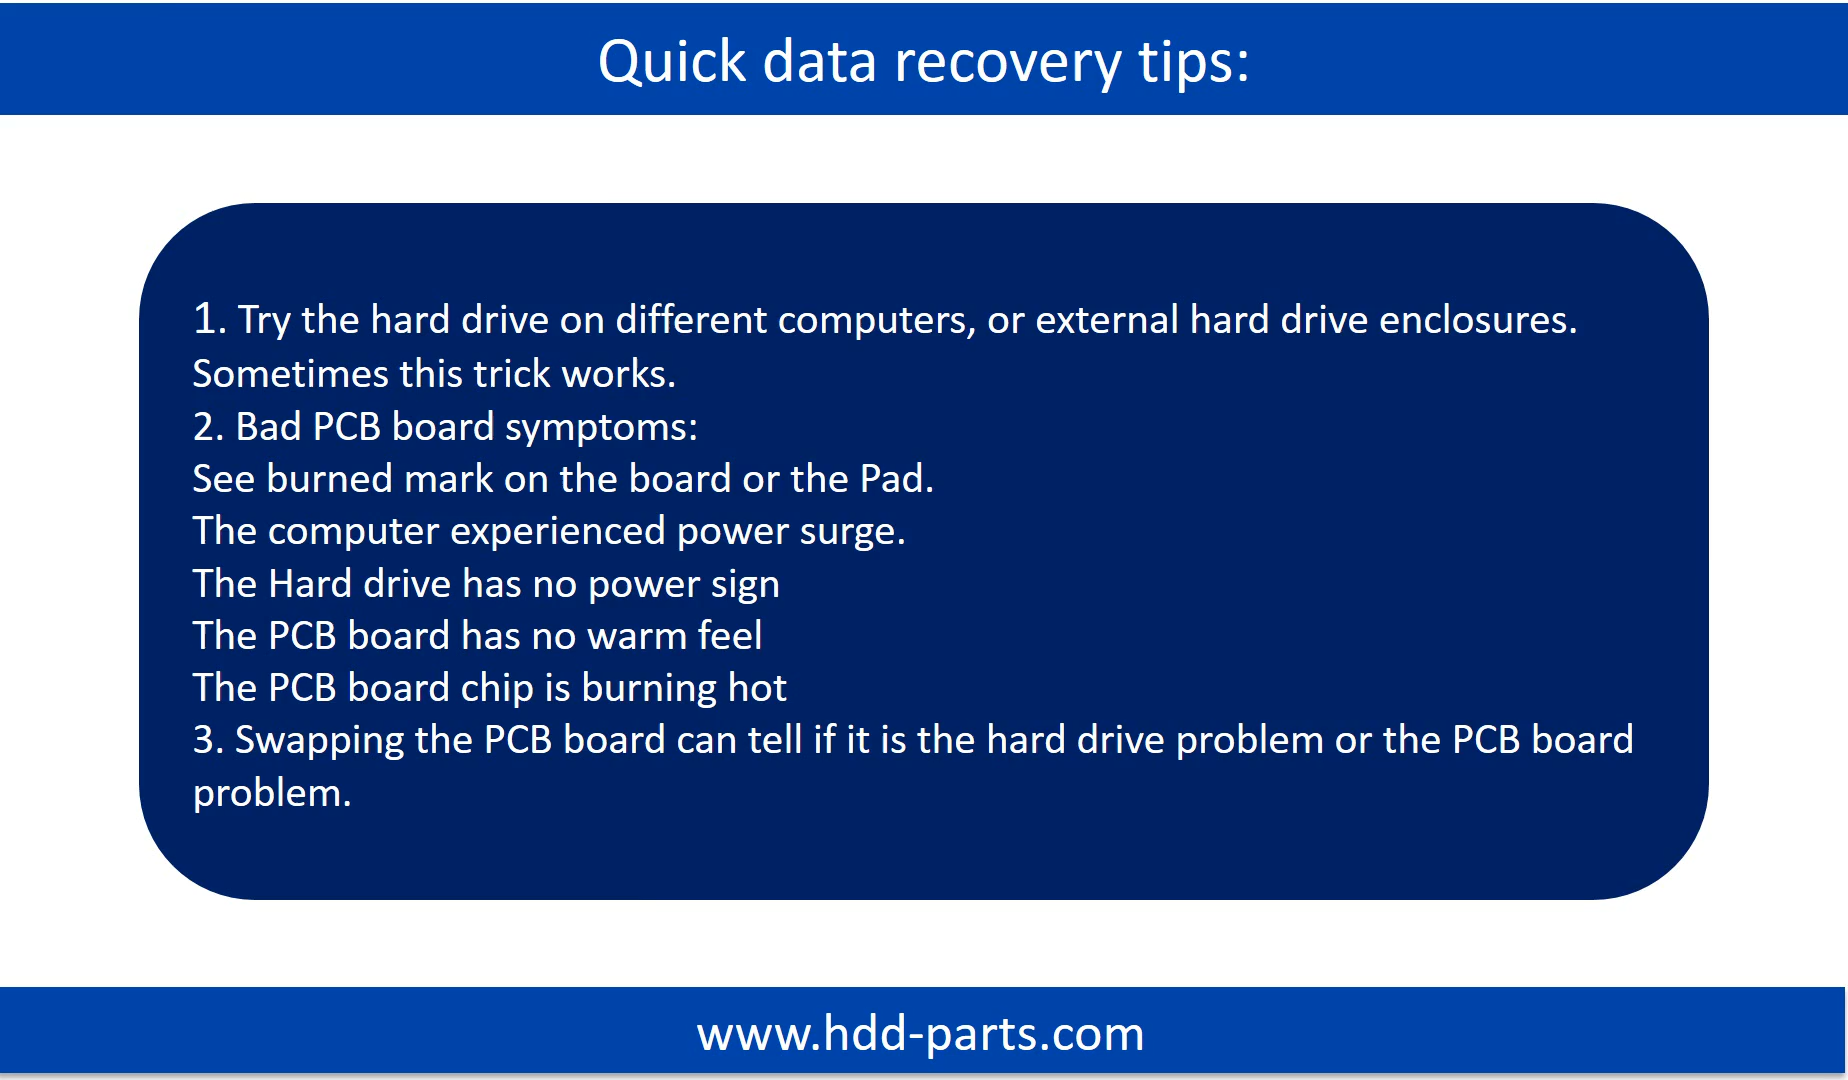 Quick data recovery tips:
1. Try the hard drive on different computers, or external hard drive enclosures.
Sometimes this trick works.
2. Bad PCB board symptoms:
See burned mark on the board or the Pad.
The computer experienced power surge.
The Hard drive has no power sign
The PCB board has no warm feel
The PCB board chip is burning hot
3. Swapping the PCB board can tell if it is the hard drive problem or the PCB board
problem.
www.hdd-parts.com